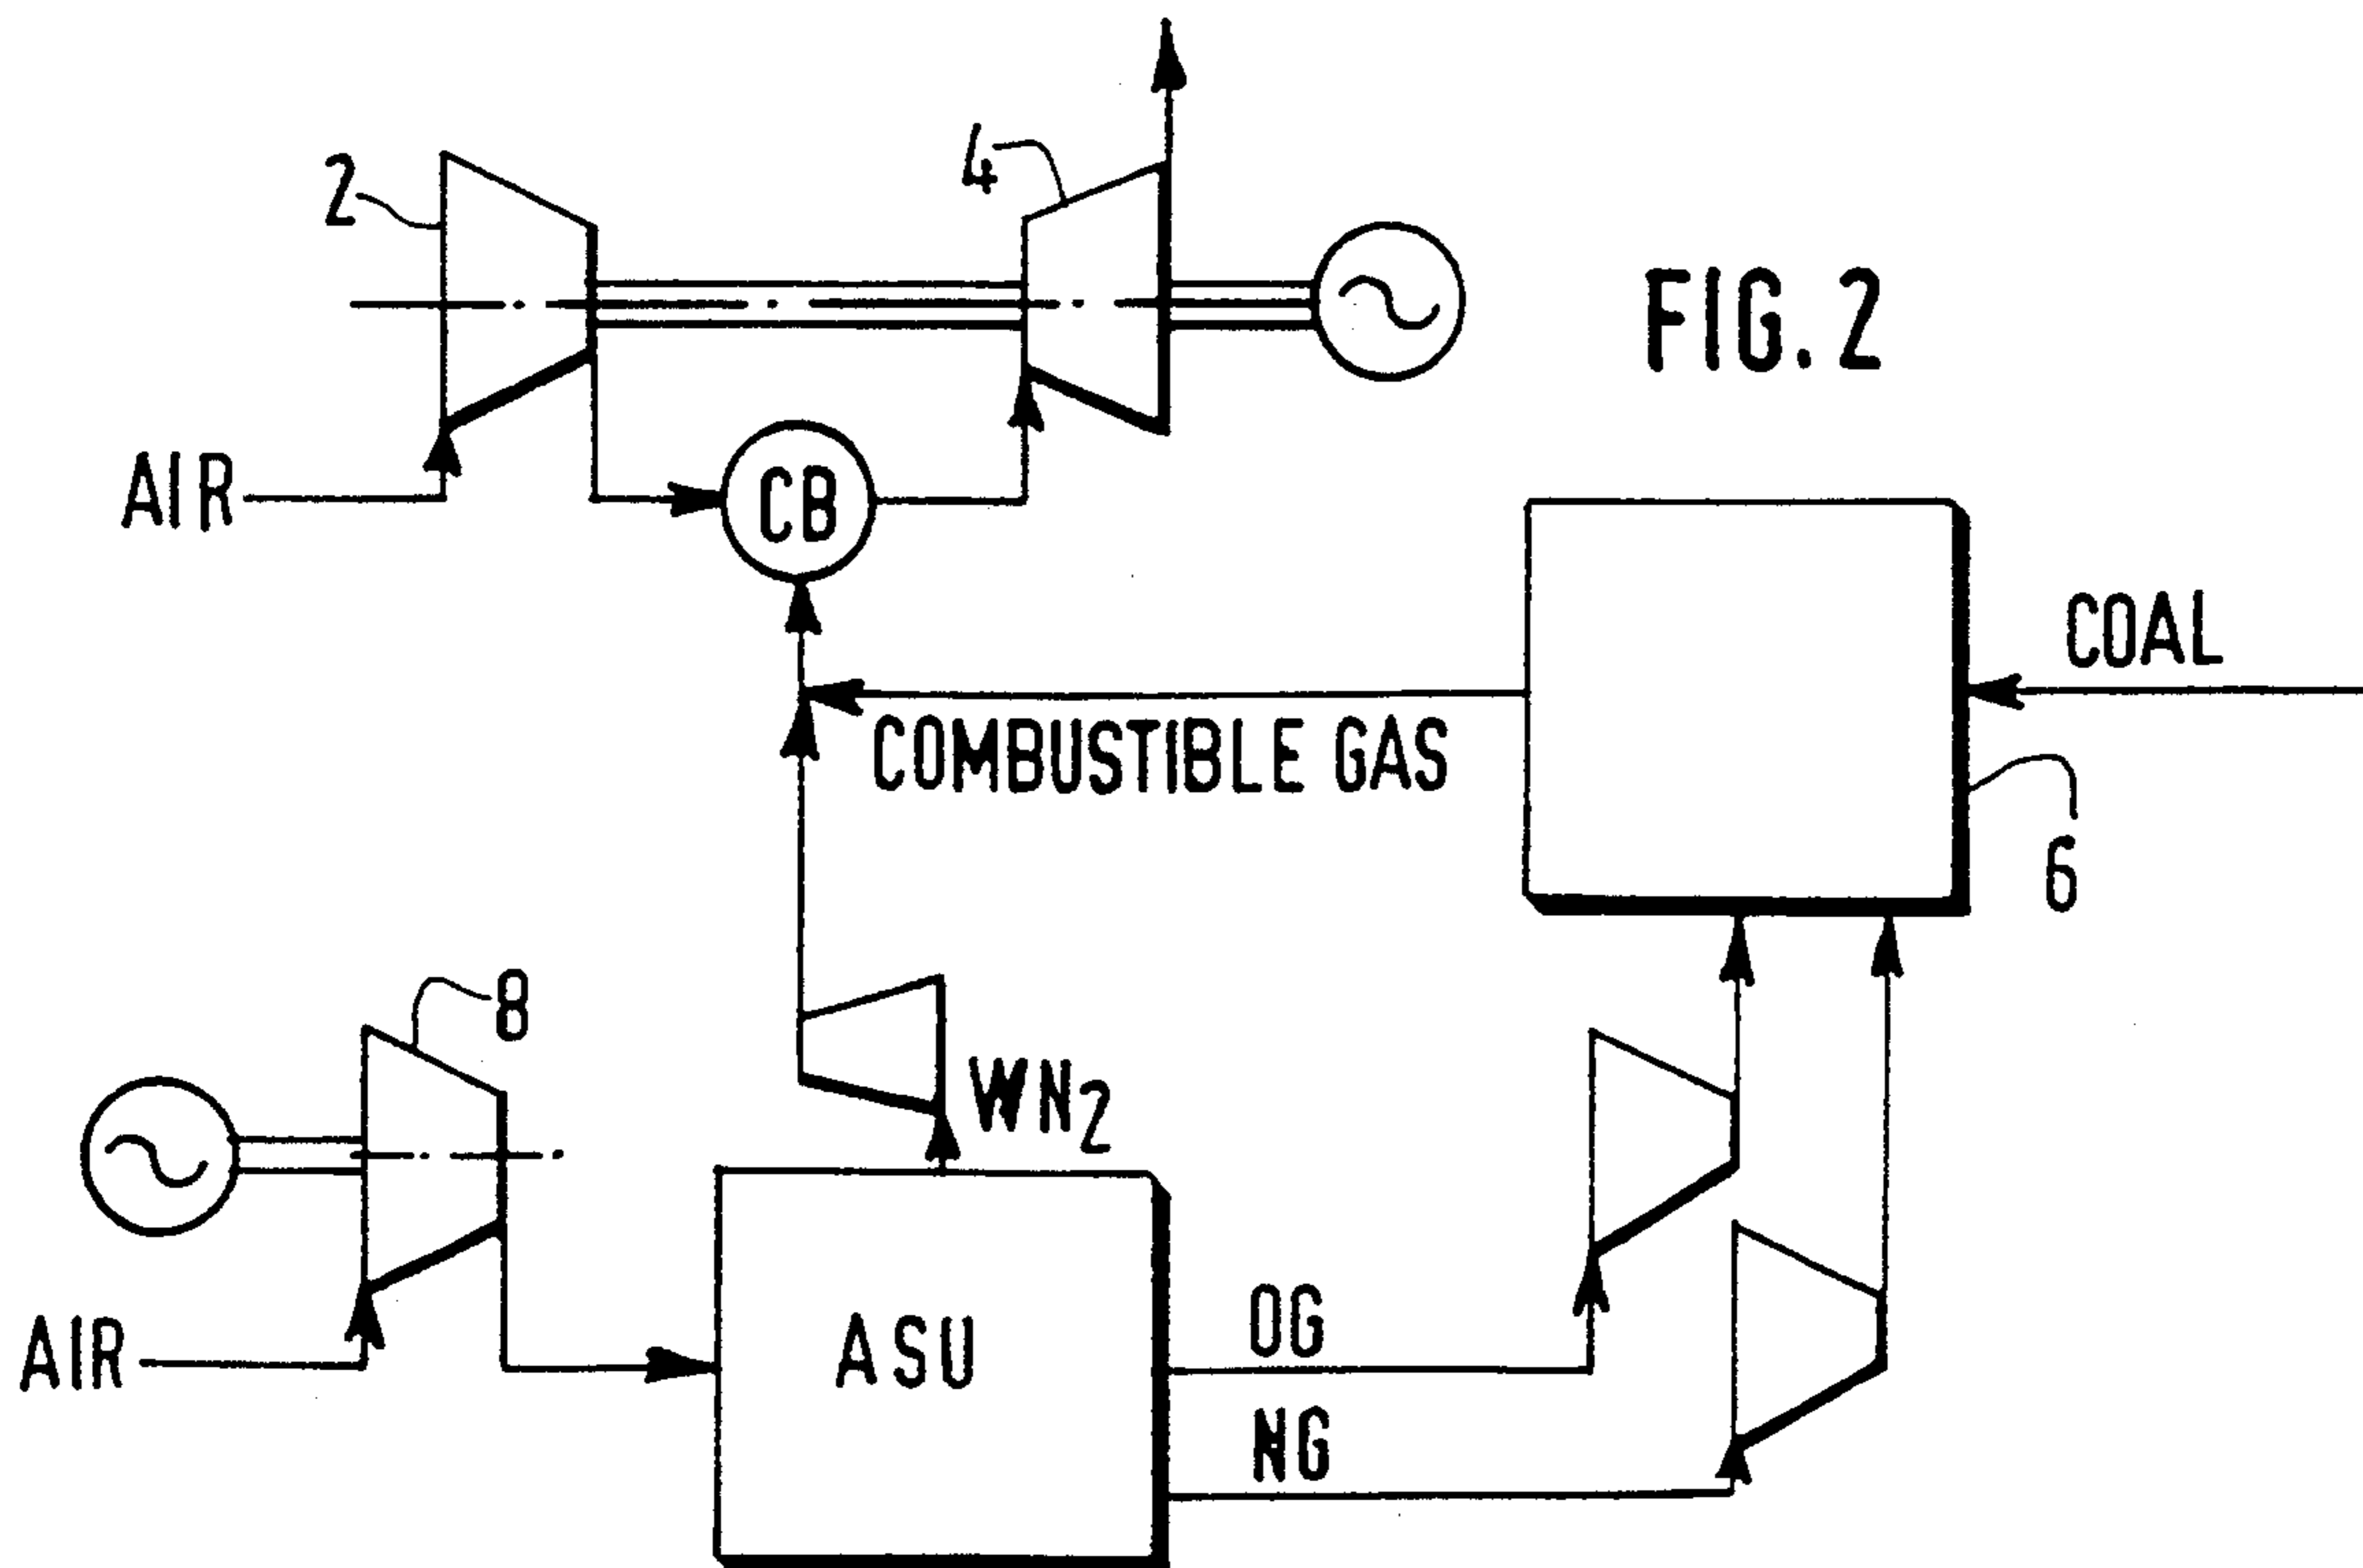 2
4
FIG. 2
AIR
CB
COAL
COMBUSTIBLE GAS
6
8
WN2
AIR
ASU
OG
NG